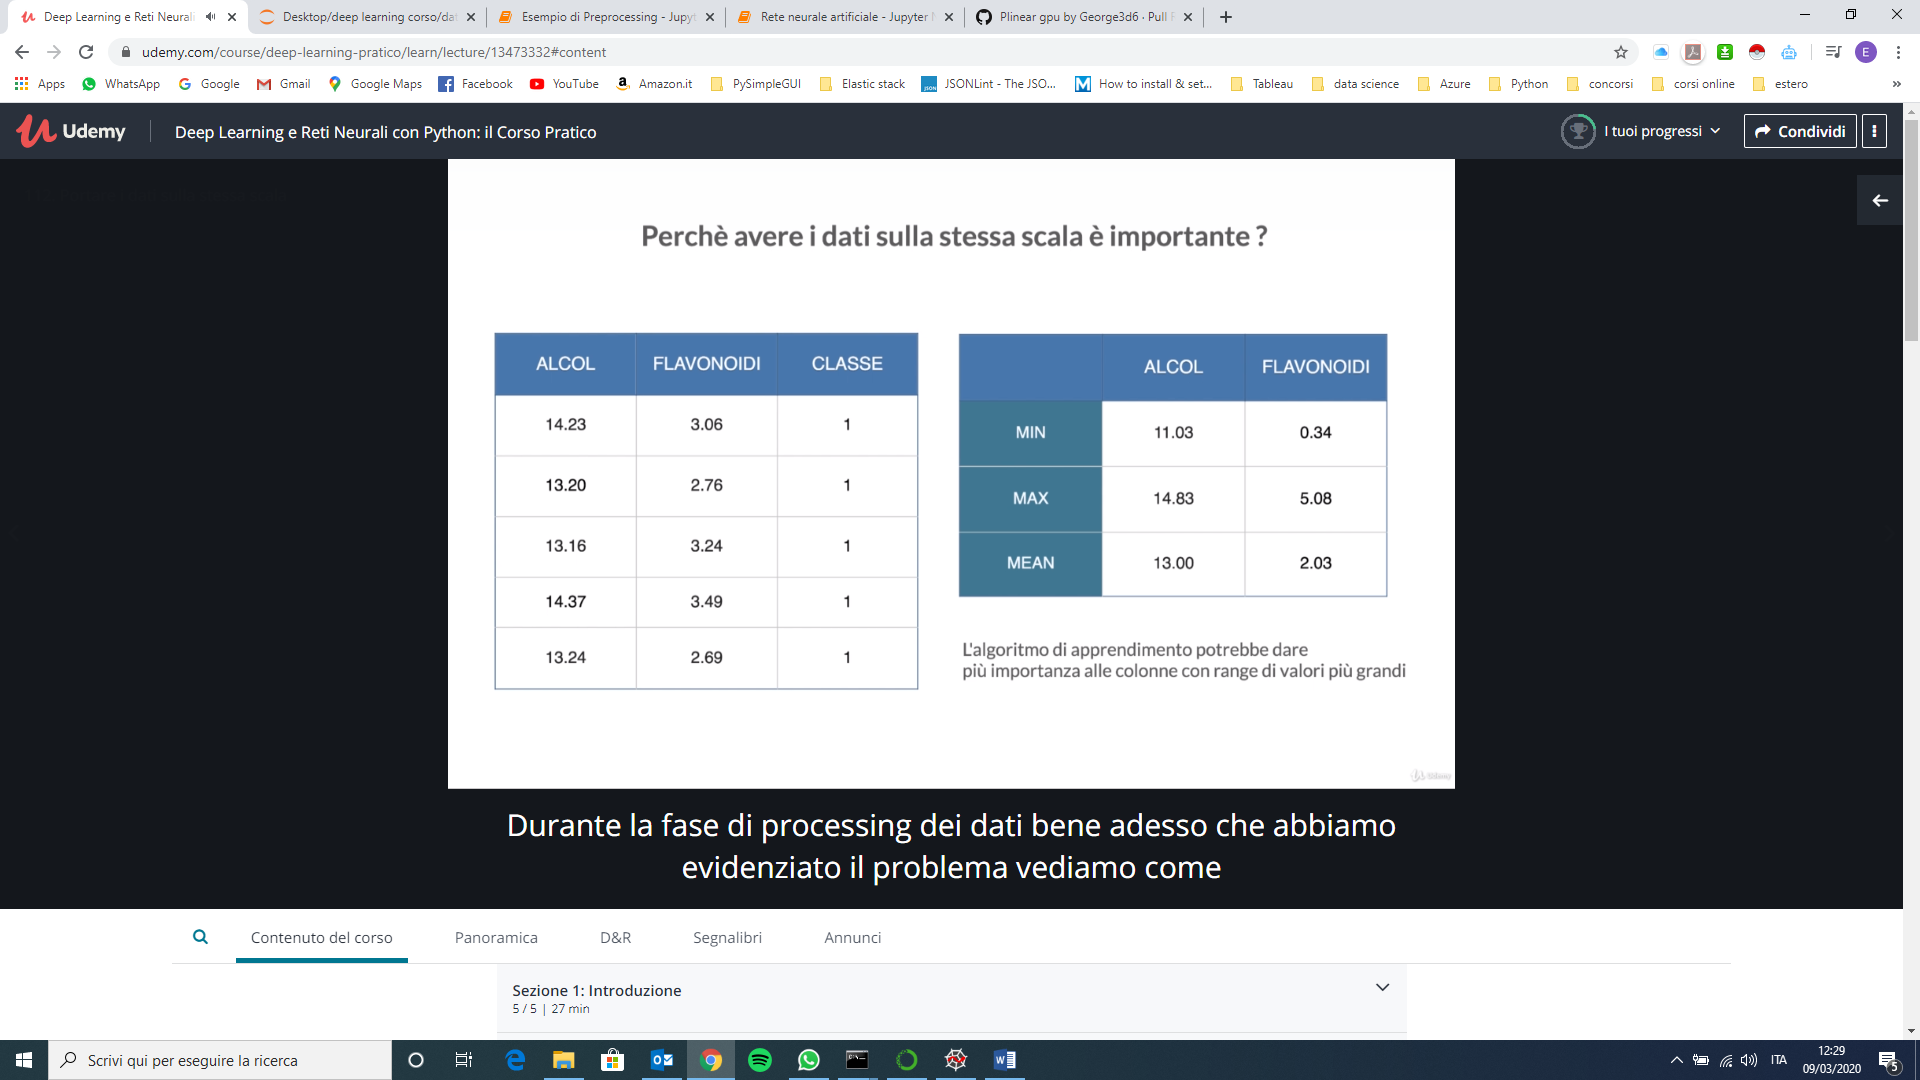 Deep Learning e Reti Neurali
Desktop/deep learning corso/dat
Esempio di Preprocessing - Jupyt
Rete neurale artificiale - Jupyter
Plinear gpu by George3d6 · Pull
udemy.com/course/deep-learning-pratico/learn/lecture/13473332#content
E
Apps
WhatsApp
Google
Gmail
Google Maps
Facebook
YouTube
Amazon.it
PySimpleGUI
Elastic stack
JSONLint - The JSO...
How to install & set...
Tableau
data science
Azure
Python
concorsi
corsi online
estero
»
Udemy
Deep Learning e Reti Neurali con Python: il Corso Pratico
I tuoi progressi
Condividi
Perchè avere i dati sulla stessa scala è importante ?
ALCOL FLAVONOIDI CLASSE
14.23 3.06 1
13.20 2.76 1
13.16 3.24 1
14.37 3.49 1
13.24 2.69 1
ALCOL FLAVONOIDI
MIN 11.03 0.34
MAX 14.83 5.08
MEAN 13.00 2.03
L'algoritmo di apprendimento potrebbe dare
più importanza alle colonne con range di valori più grandi
Udemy
Durante la fase di processing dei dati bene adesso che abbiamo
evidenziato il problema vediamo come
Contenuto del corso
Panoramica
D&R
Segnalibri
Annunci
Sezione 1: Introduzione
5 / 5 | 27 min
Scrivi qui per eseguire la ricerca
ITA
12:29
09/03/2020
5